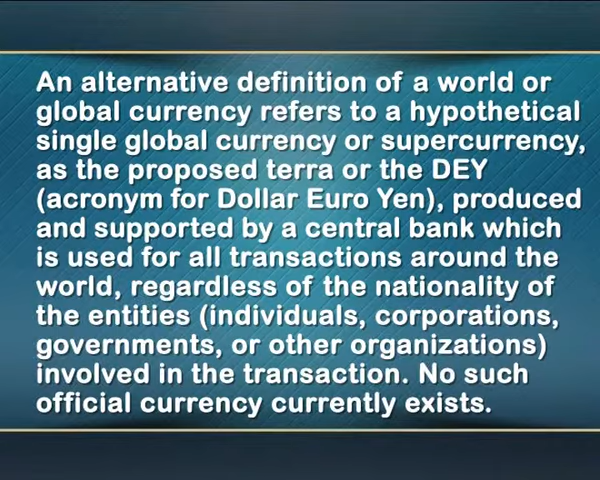 An alternative definition of a world or
global currency refers to a hypothetical
single global currency or supercurrency,
as the proposed terra or the DEY
(acronym for Dollar Euro Yen), produced
and supported by a central bank which
is used for all transactions around the
world, regardless of the nationality of
the entities (individuals, corporations,
governments, or other organizations)
involved in the transaction. No such
official currency currently exists.